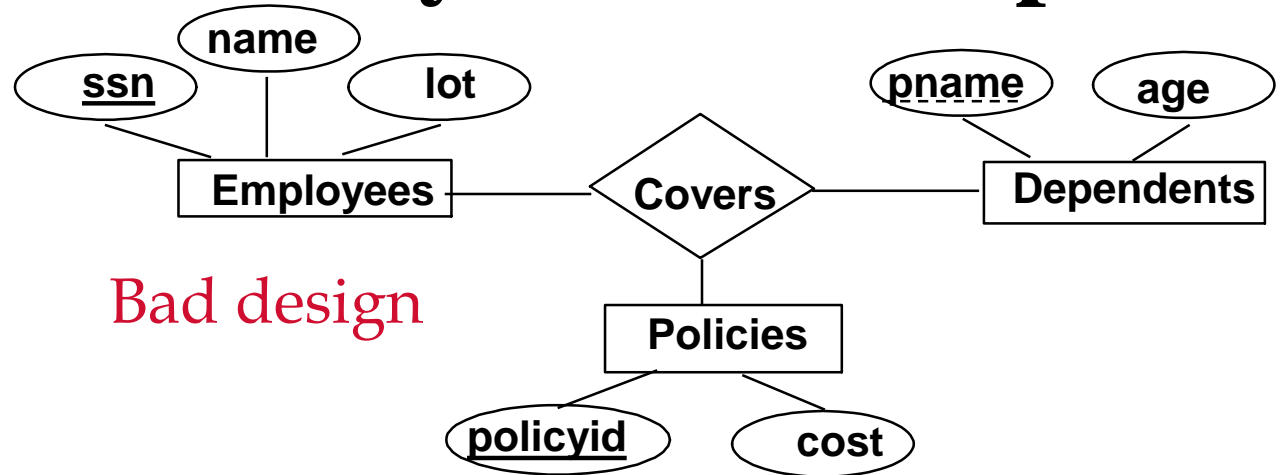 name
ssn
lot
pname
age
Employees
Covers
Dependents
Bad design
Policies
policyid
cost